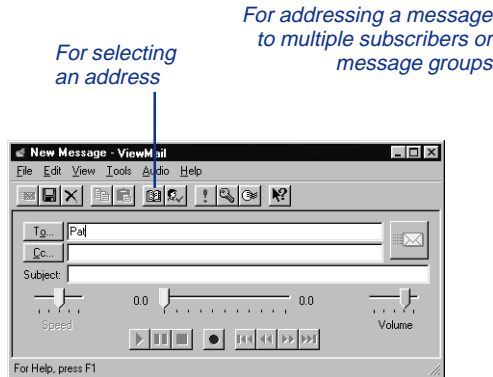 For addressing a message
to multiple subscribers or
message groups
For selecting
an address
New Message - ViewMail
File Edit View Tools Audio Help
To... Pat
Cc...
Subject:
0.0 0.0
Speed Volume
For Help, press F1